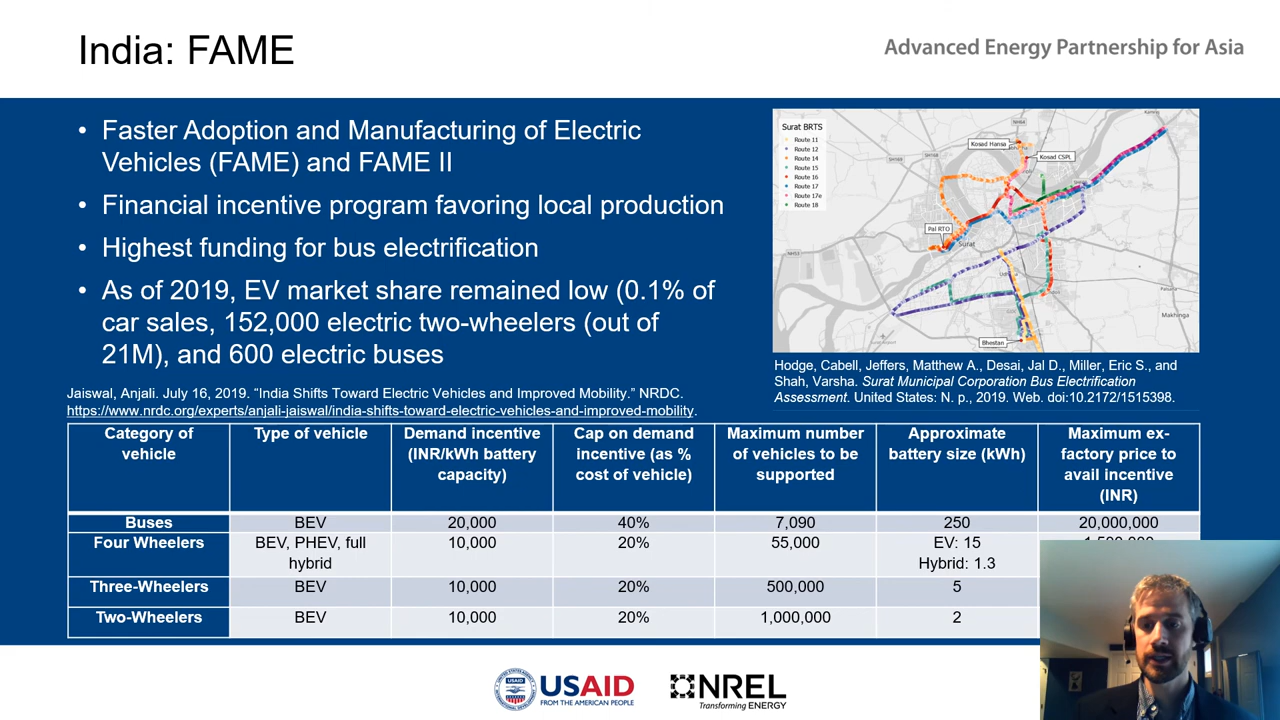 India: FAME
Advanced Energy Partnership for Asia
• Faster Adoption and Manufacturing of Electric
Vehicles (FAME) and FAME II
• Financial incentive program favoring local production
• Highest funding for bus electrification
• As of 2019, EV market share remained low (0.1% of
car sales, 152,000 electric two-wheelers (out of
21M), and 600 electric buses
Jaiswal, Anjali. July 16, 2019. “India Shifts Toward Electric Vehicles and Improved Mobility.” NRDC.
https://www.nrdc.org/experts/anjali-jaiswal/india-shifts-toward-electric-vehicles-and-improved-mobility.
Surat BRTS
Route 11
Route 12
Route 14
Route 15
Route 16
Route 17
Route 17e
Route 18
Kosad Hansa
Kosad CSPL
Pal RTO
Surat
Bhestan
Makhinga
Hodge, Cabell, Jeffers, Matthew A., Desai, Jal D., Miller, Eric S., and
Shah, Varsha. Surat Municipal Corporation Bus Electrification
Assessment. United States: N. p., 2019. Web. doi:10.2172/1515398.
Category of vehicle
Type of vehicle
Demand incentive (INR/kWh battery capacity)
Cap on demand incentive (as % cost of vehicle)
Maximum number of vehicles to be supported
Approximate battery size (kWh)
Maximum ex-factory price to avail incentive (INR)
Buses BEV 20,000 40% 7,090 250 20,000,000
Four Wheelers BEV, PHEV, full hybrid 10,000 20% 55,000 EV: 15 Hybrid: 1.3
Three-Wheelers BEV 10,000 20% 500,000 5
Two-Wheelers BEV 10,000 20% 1,000,000 2
USAID
FROM THE AMERICAN PEOPLE
NREL
Transforming ENERGY